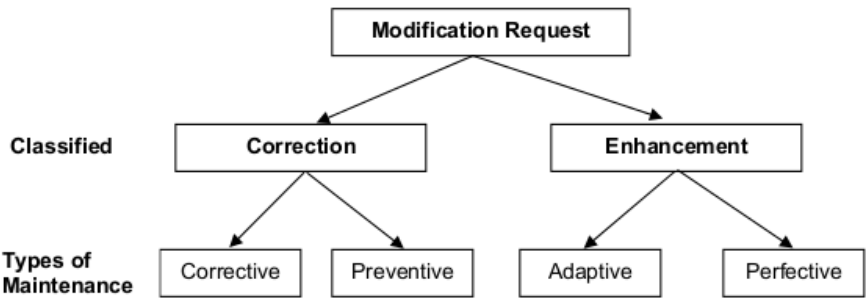 Modification Request
Classified
Correction
Enhancement
Types of
Maintenance
Corrective
Preventive
Adaptive
Perfective